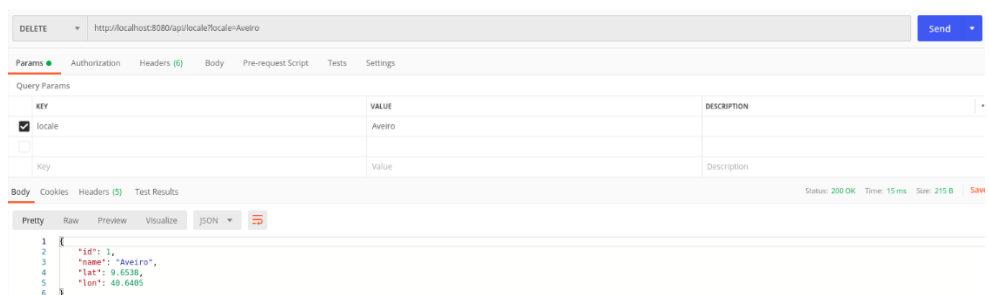 DELETE http://localhost:8080/api/locale?locale=Aveiro Send
Params Authorization Headers (6) Body Pre-request Script Tests Settings
Query Params
KEY VALUE DESCRIPTION
locale Aveiro
Key Value Description
Body Cookies Headers (5) Test Results Status: 200 OK Time: 15 ms Size: 215 B Save
Pretty Raw Preview Visualize JSON
1 {
2 "id": 1,
3 "name": "Aveiro",
4 "lat": 9.6538,
5 "lon": 40.6405
6 }